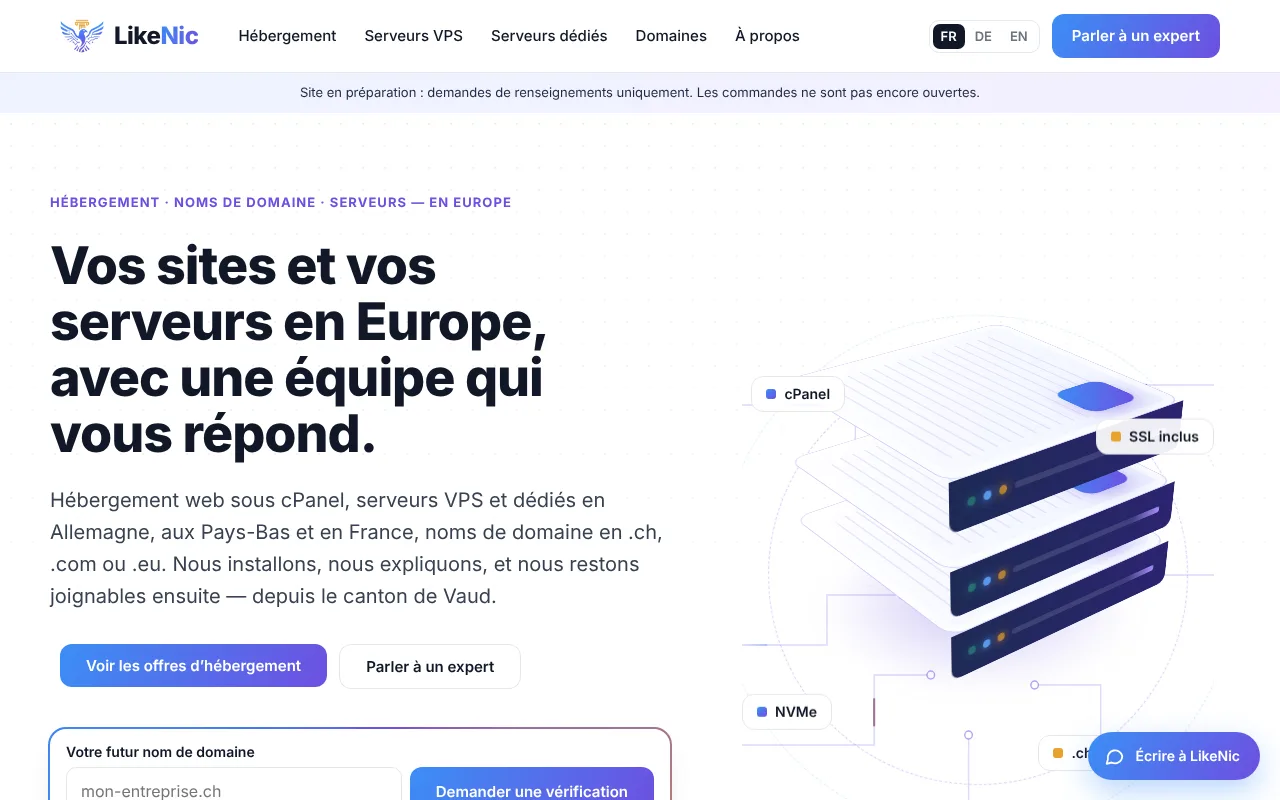 LikeNic
Hébergement
Serveurs VPS
Serveurs dédiés
Domaines
À propos
FR
DE
EN
Parler à un expert
Site en préparation : demandes de renseignements uniquement. Les commandes ne sont pas encore ouvertes.
HÉBERGEMENT · NOMS DE DOMAINE · SERVEURS — EN EUROPE
Vos sites et vos
serveurs en Europe,
avec une équipe qui
vous répond.
Hébergement web sous cPanel, serveurs VPS et dédiés en
Allemagne, aux Pays-Bas et en France, noms de domaine en .ch,
.com ou .eu. Nous installons, nous expliquons, et nous restons
joignables ensuite — depuis le canton de Vaud.
Voir les offres d’hébergement
Parler à un expert
Votre futur nom de domaine
mon-entreprise.ch
Demander une vérification
cPanel
SSL inclus
NVMe
.ch
Écrire à LikeNic